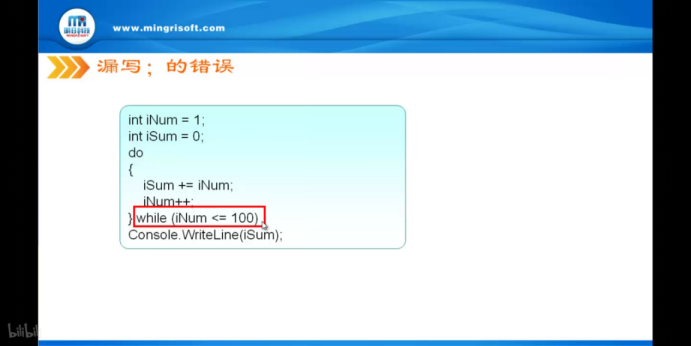 www.mingrisoft.com
漏写；的错误
int iNum = 1;
int iSum = 0;
do
{
iSum += iNum;
iNum++;
} while (iNum <= 100)
Console.WriteLine(iSum);
bilibili